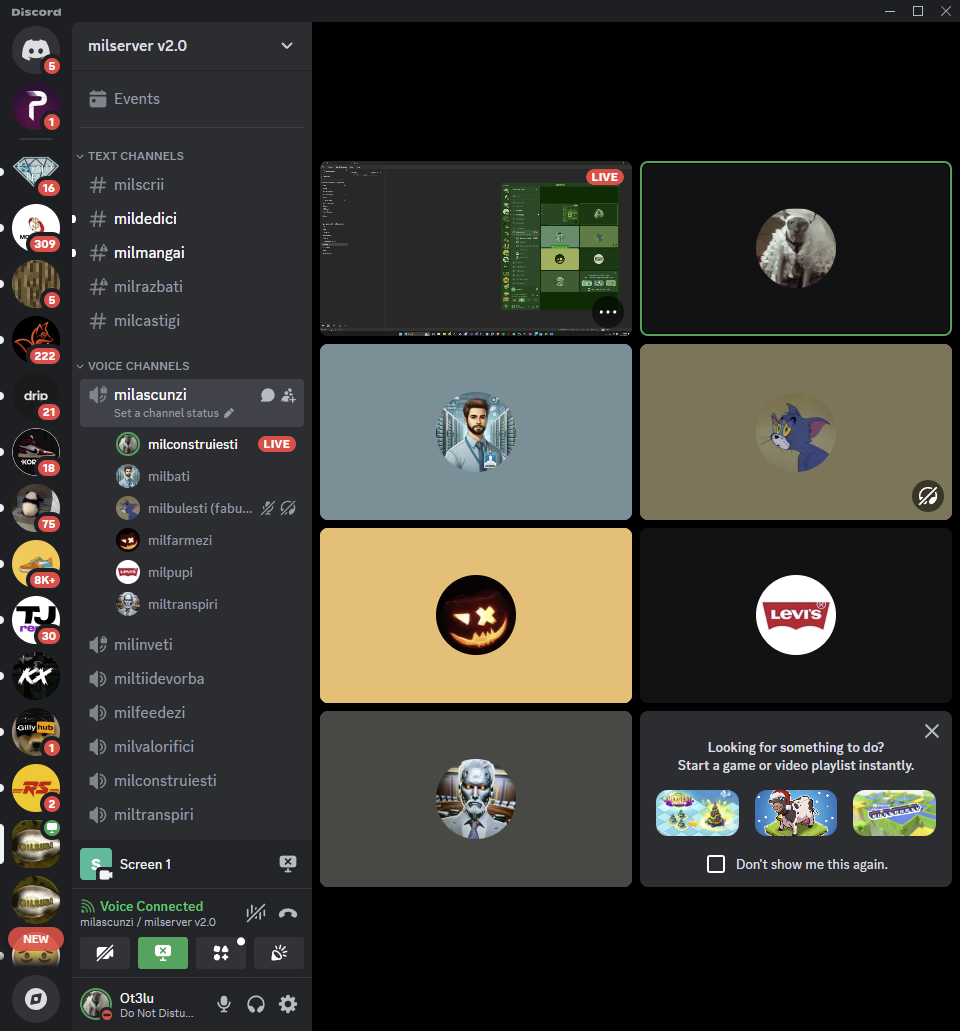 Discord
milserver v2.0
5
Events
1
TEXT CHANNELS
16
milscrii
mildedici
309
milmangai
5
milrazbati
222
milcastigi
VOICE CHANNELS
drip
21
milascunzi
Set a channel status
18
milconstruiesti
LIVE
milbati
75
milbulesti (fabu...
milfarmezi
8K+
milpupi
TJ
30
miltranspiri
milinveti
KX
miltiidevorba
milfeedezi
Gilly hub
1
milvalorifici
RS
2
milconstruiesti
miltranspiri
S
Screen 1
Voice Connected
milascunzi / milserver v2.0
NEW
Ot3lu
Do Not Distu...
LIVE
LEVI'S
®
Looking for something to do?
Start a game or video playlist instantly.
Don't show me this again.